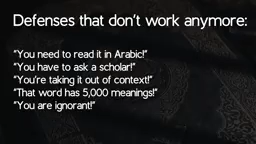 Defenses that don't work anymore:
"You need to read it in Arabic!"
"You have to ask a scholar!"
"You're taking it out of context!"
"That word has 5,000 meanings!"
"You are ignorant!"